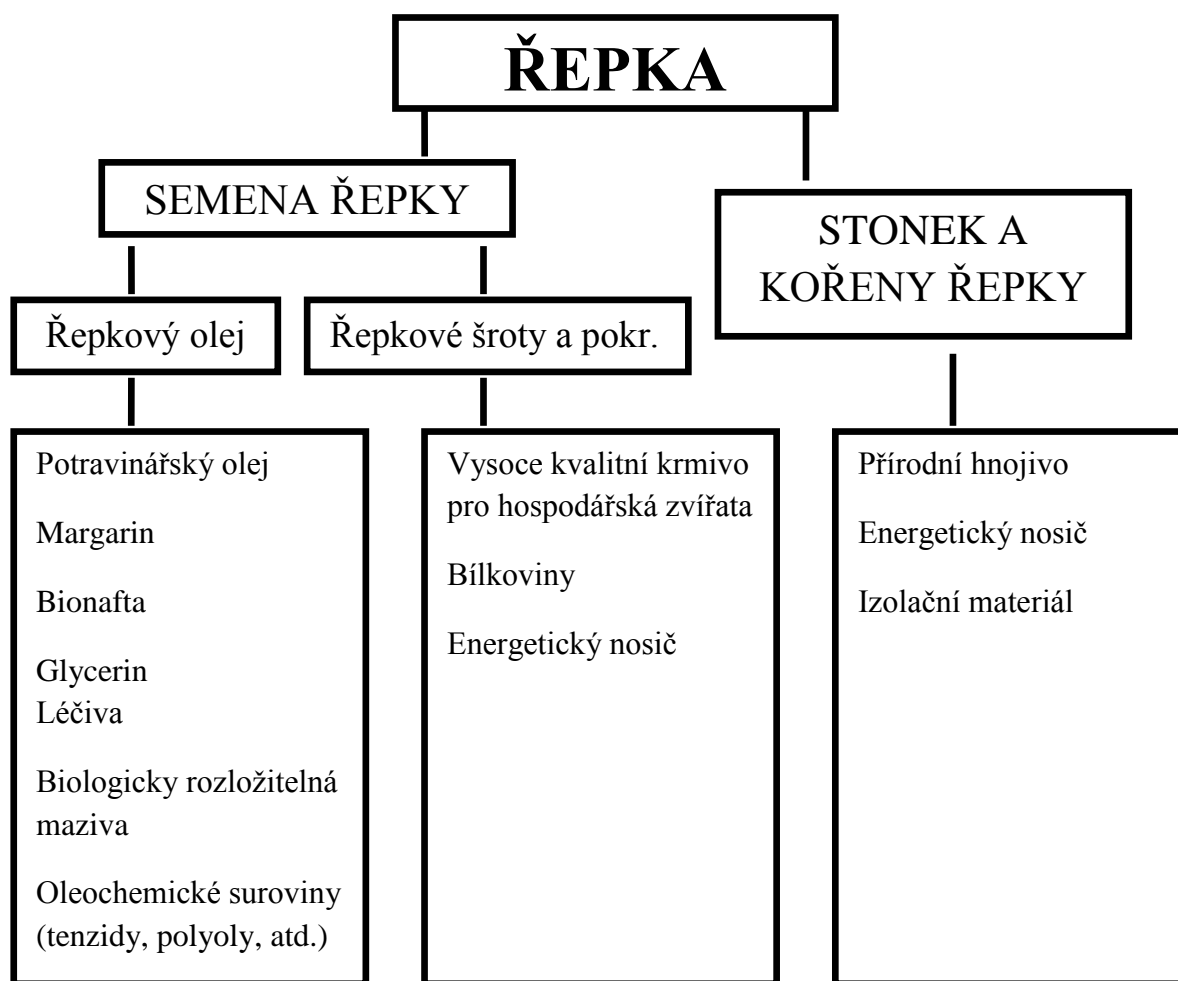 ŘEPKA
SEMENA ŘEPKY
STONEK A
KOŘENY ŘEPKY
Řepkový olej
Řepkové šroty a pokr.
Potravinářský olej
Margarin
Bionafta
Glycerin
Léčiva
Biologicky rozložitelná
maziva
Oleochemické suroviny
(tenzidy, polyoly, atd.)
Vysoce kvalitní krmivo
pro hospodářská zvířata
Bílkoviny
Energetický nosič
Přírodní hnojivo
Energetický nosič
Izolační materiál